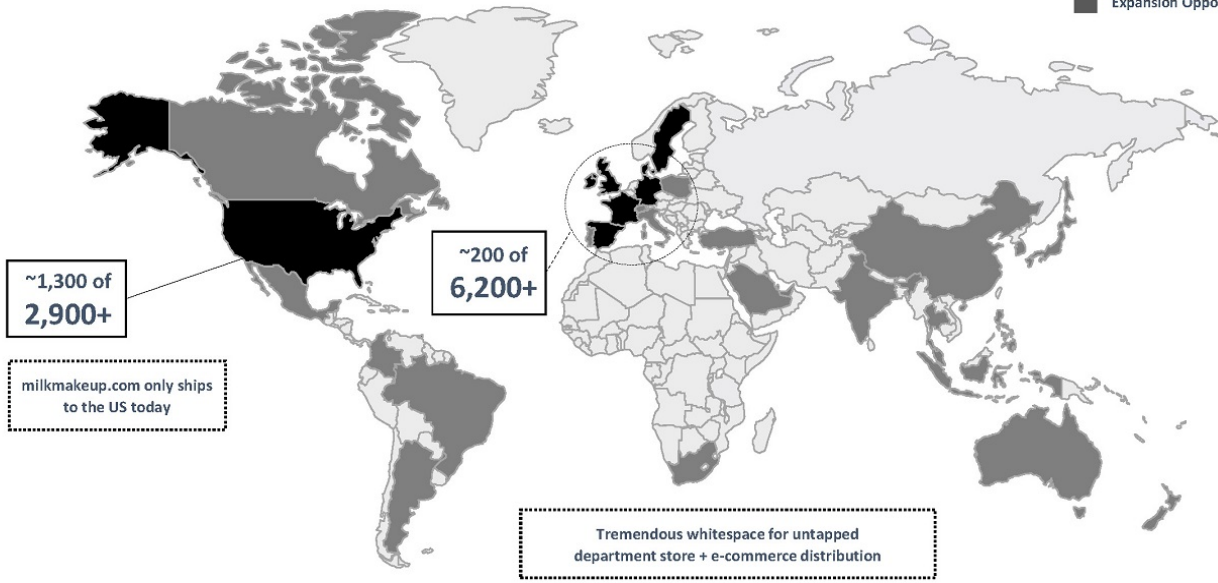 Expansion
~1,300 of
2,900+
~200 of
6,200+
milkmakeup.com only ships
to the US today
Tremendous whitespace for untapped
department store + e-commerce distribution